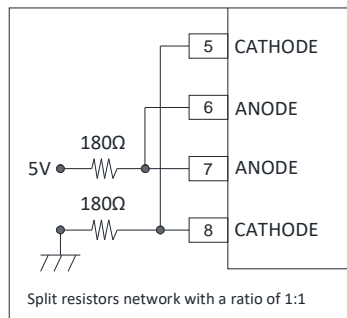 5 CATHODE
6 ANODE
180Ω
5V 7 ANODE
180Ω
8 CATHODE
Split resistors network with a ratio of 1:1